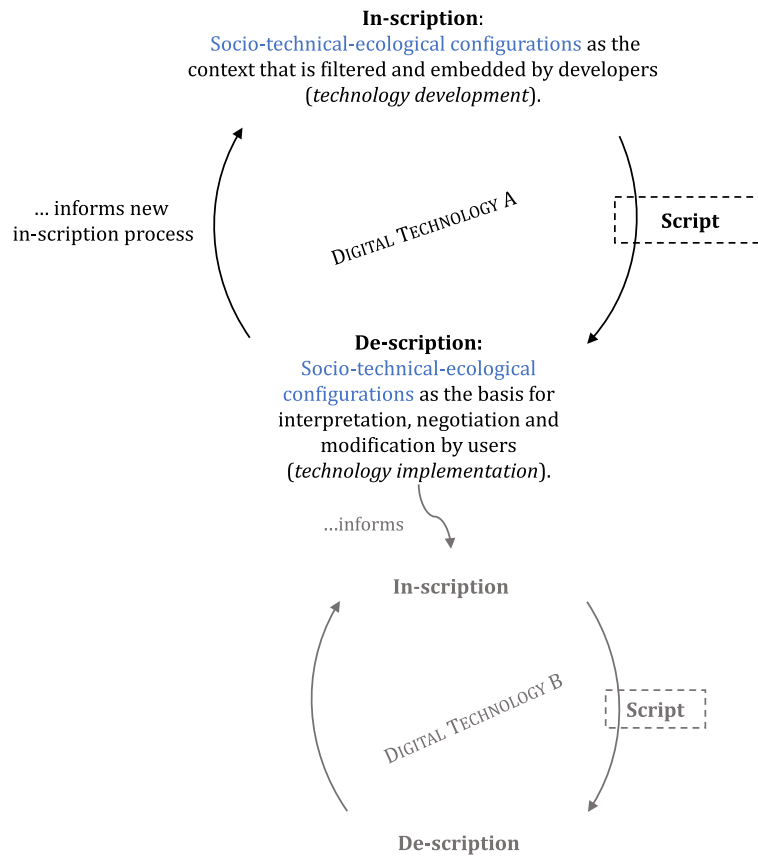 In-scription:
Socio-technical-ecological configurations as the
context that is filtered and embedded by developers
(technology development).
... informs new
in-scription process
DIGITAL TECHNOLOGY A
Script
De-scription:
Socio-technical-ecological
configurations as the basis for
interpretation, negotiation and
modification by users
(technology implementation).
...informs
In-scription
DIGITAL TECHNOLOGY B
Script
De-scription